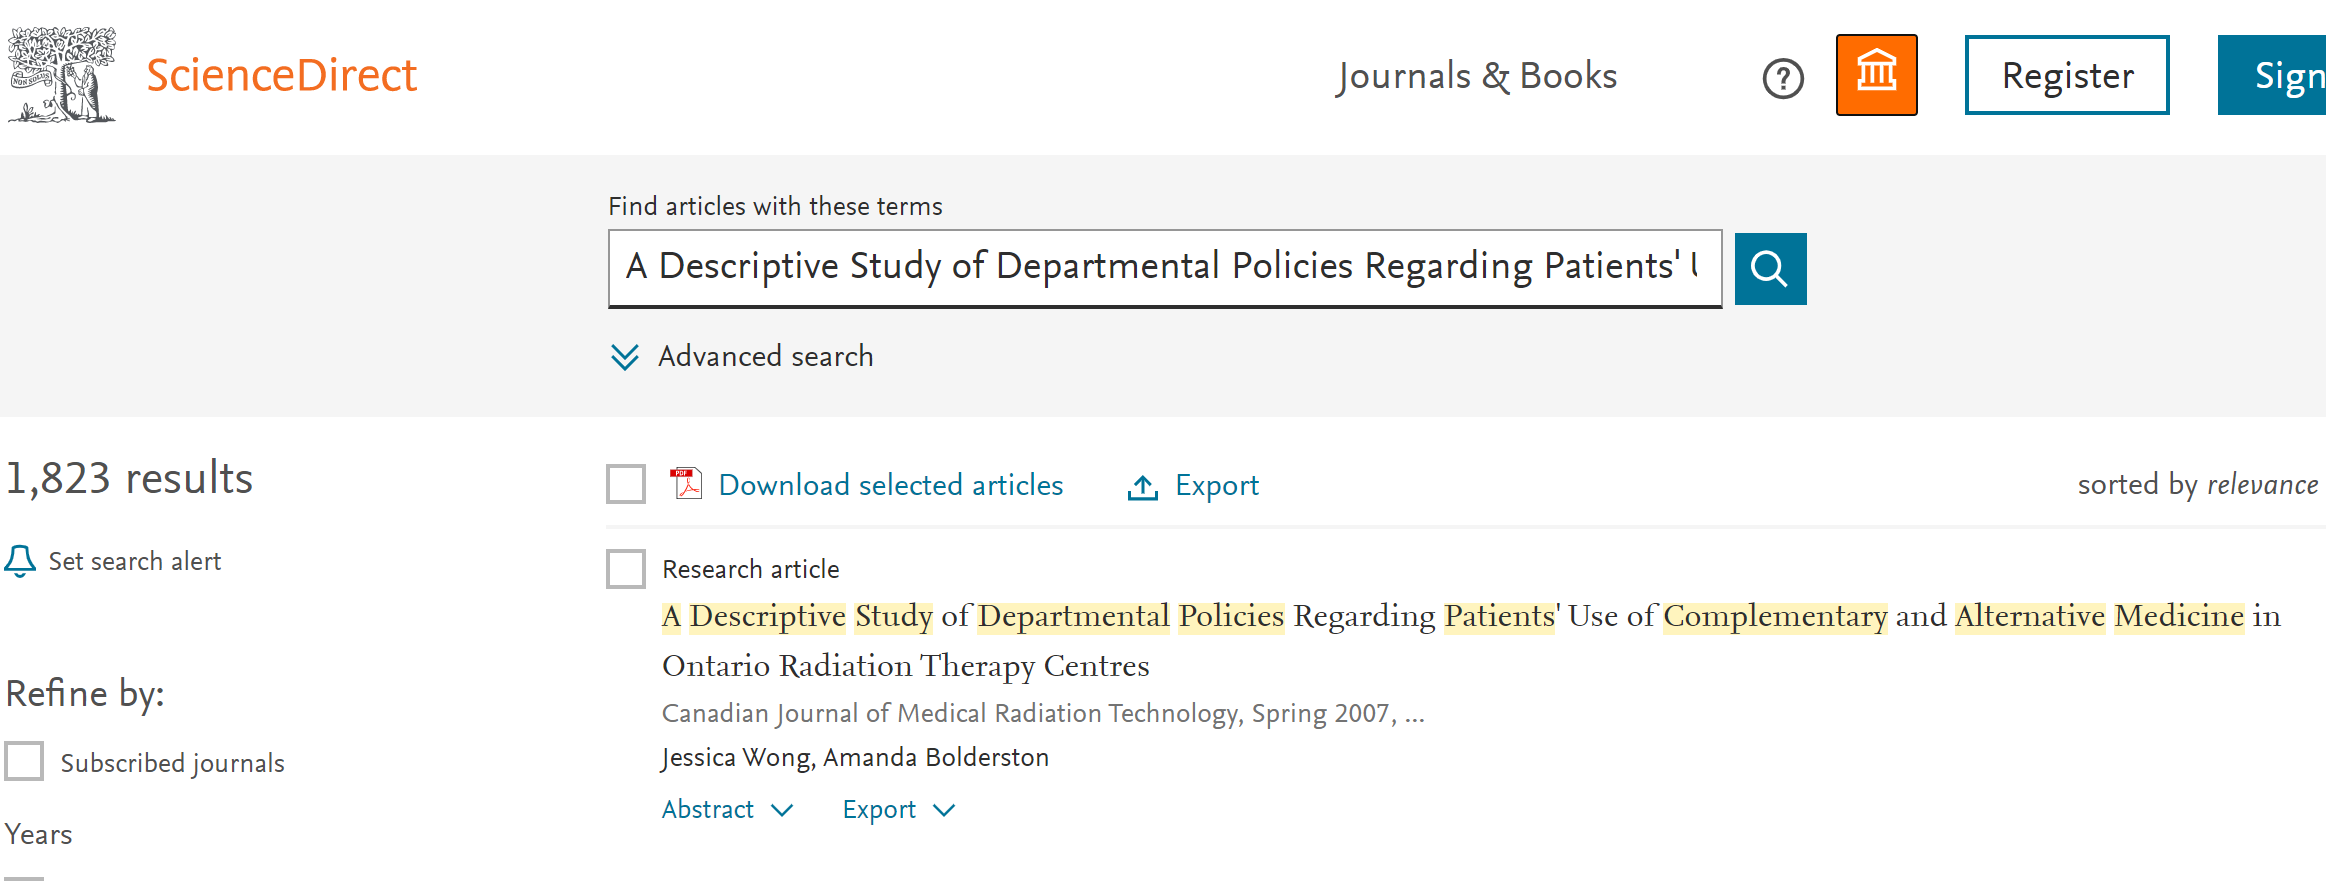 NON SOLUS
ScienceDirect
Journals & Books
?
Register
Sign
Find articles with these terms
A Descriptive Study of Departmental Policies Regarding Patients'
Advanced search
1,823 results
PDF
Download selected articles
Export
sorted by relevance
Set search alert
Research article
A Descriptive Study of Departmental Policies Regarding Patients' Use of Complementary and Alternative Medicine in
Ontario Radiation Therapy Centres
Refine by:
Canadian Journal of Medical Radiation Technology, Spring 2007, ...
Jessica Wong, Amanda Bolderston
Subscribed journals
Abstract
Export
Years